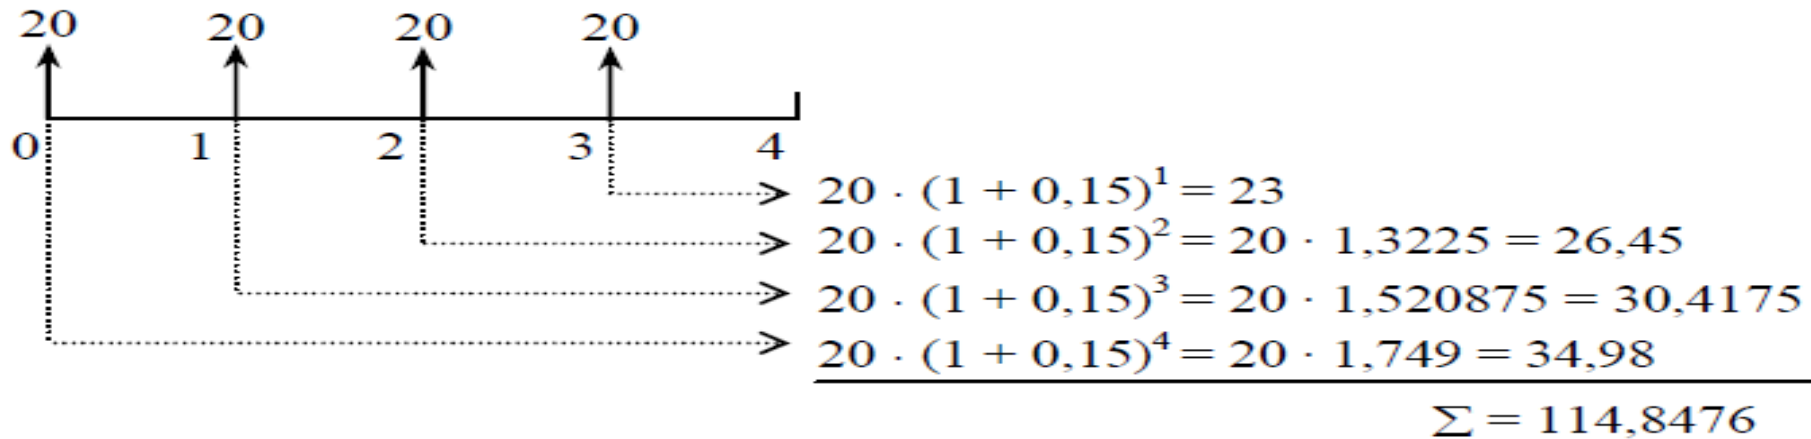 20 20 20 20
0 1 2 3 4
20 · (1 + 0,15)¹ = 23
20 · (1 + 0,15)² = 20 · 1,3225 = 26,45
20 · (1 + 0,15)³ = 20 · 1,520875 = 30,4175
20 · (1 + 0,15)⁴ = 20 · 1,749 = 34,98
∑ = 114,8476